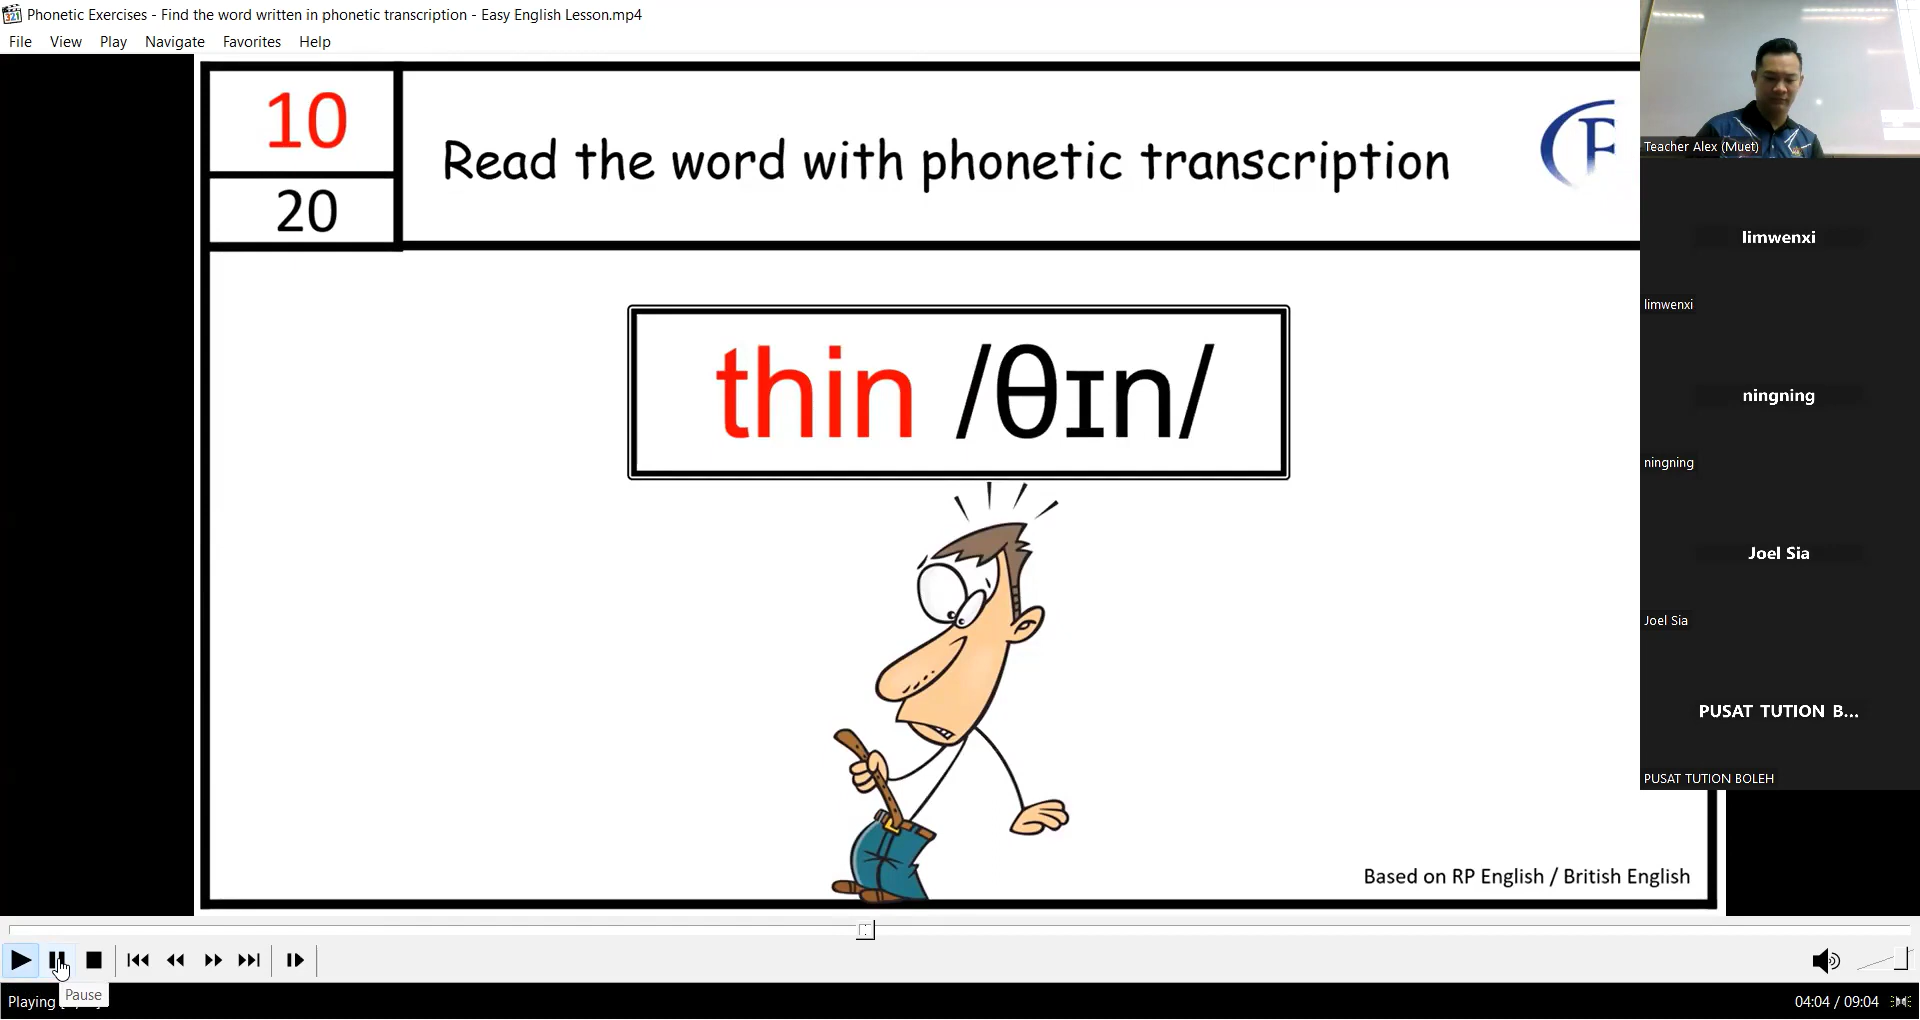 Phonetic Exercises - Find the word written in phonetic transcription - Easy English Lesson.mp4
File View Play Navigate Favorites Help
10
20
Read the word with phonetic transcription
F
thin /θɪn/
Based on RP English / British English
Teacher Alex (Muet)
limwenxi
limwenxi
ningning
ningning
Joel Sia
Joel Sia
PUSAT TUTION B...
PUSAT TUTION BOLEH
Pause
Playing
04:04 / 09:04